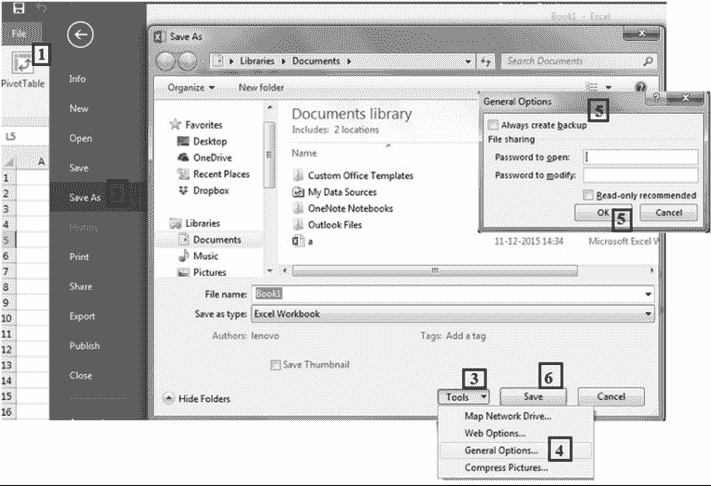 Book1 - Excel
File
1
PivotTable
L5
A
1
2
3
4
5
6
7
8
9
10
11
12
13
14
15
16
Info
New
Open
Save
Save As
History
Print
Share
Export
Publish
Close
Save As
Libraries Documents
Search Documents
Organize New folder
Favorites
Desktop
OneDrive
Recent Places
Dropbox
Libraries
Documents
Music
Pictures
Documents library
Includes: 2 locations
Name
Custom Office Templates
My Data Sources
OneNote Notebooks
Outlook Files
a 11-12-2015 14:34 Microsoft Excel W
General Options
5
Always create backup
File sharing
Password to open:
Password to modify:
Read-only recommended
OK 5 Cancel
File name: Book1
Save as type: Excel Workbook
Authors: lenovo Tags: Add a tag
Save Thumbnail
3 6
Hide Folders Tools Save Cancel
Map Network Drive...
Web Options...
General Options... 4
Compress Pictures...